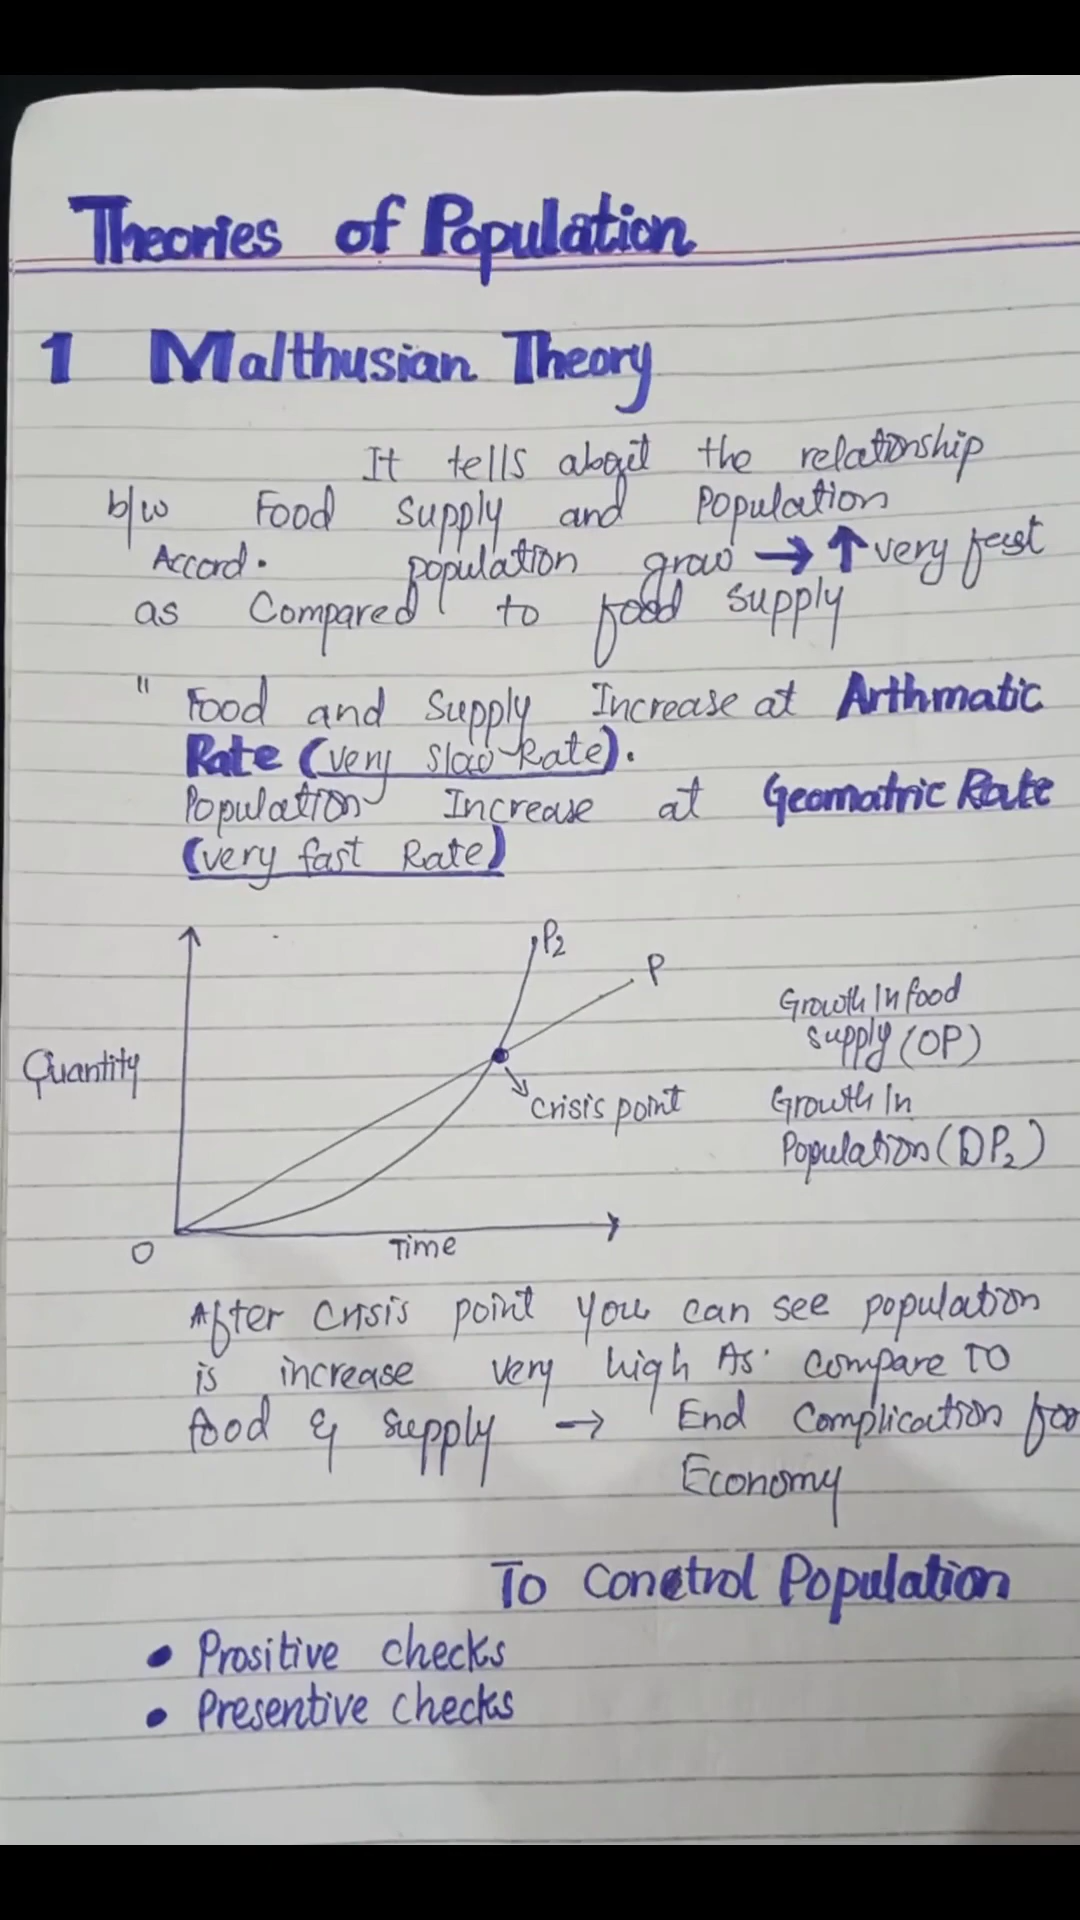 Theories of Population
1 Malthusian Theory
It tells about the relationship
b/w Food Supply and Population
Accord. population grow → ↑ very fast
as Compared to food supply
" Food and Supply Increase at Arthmatic
Rate (very slow Rate).
Population Increase at Geomatric Rate
(very fast Rate)
P2
P
Growth In food
supply (OP)
Quantity
Crisis point
Growth In
Population (DP2)
O
Time
After Crisis point you can see population
is increase very high As compare TO
food & supply → End Complication for
Economy
To Conctrol Population
• Prositive checks
• Presentive checks